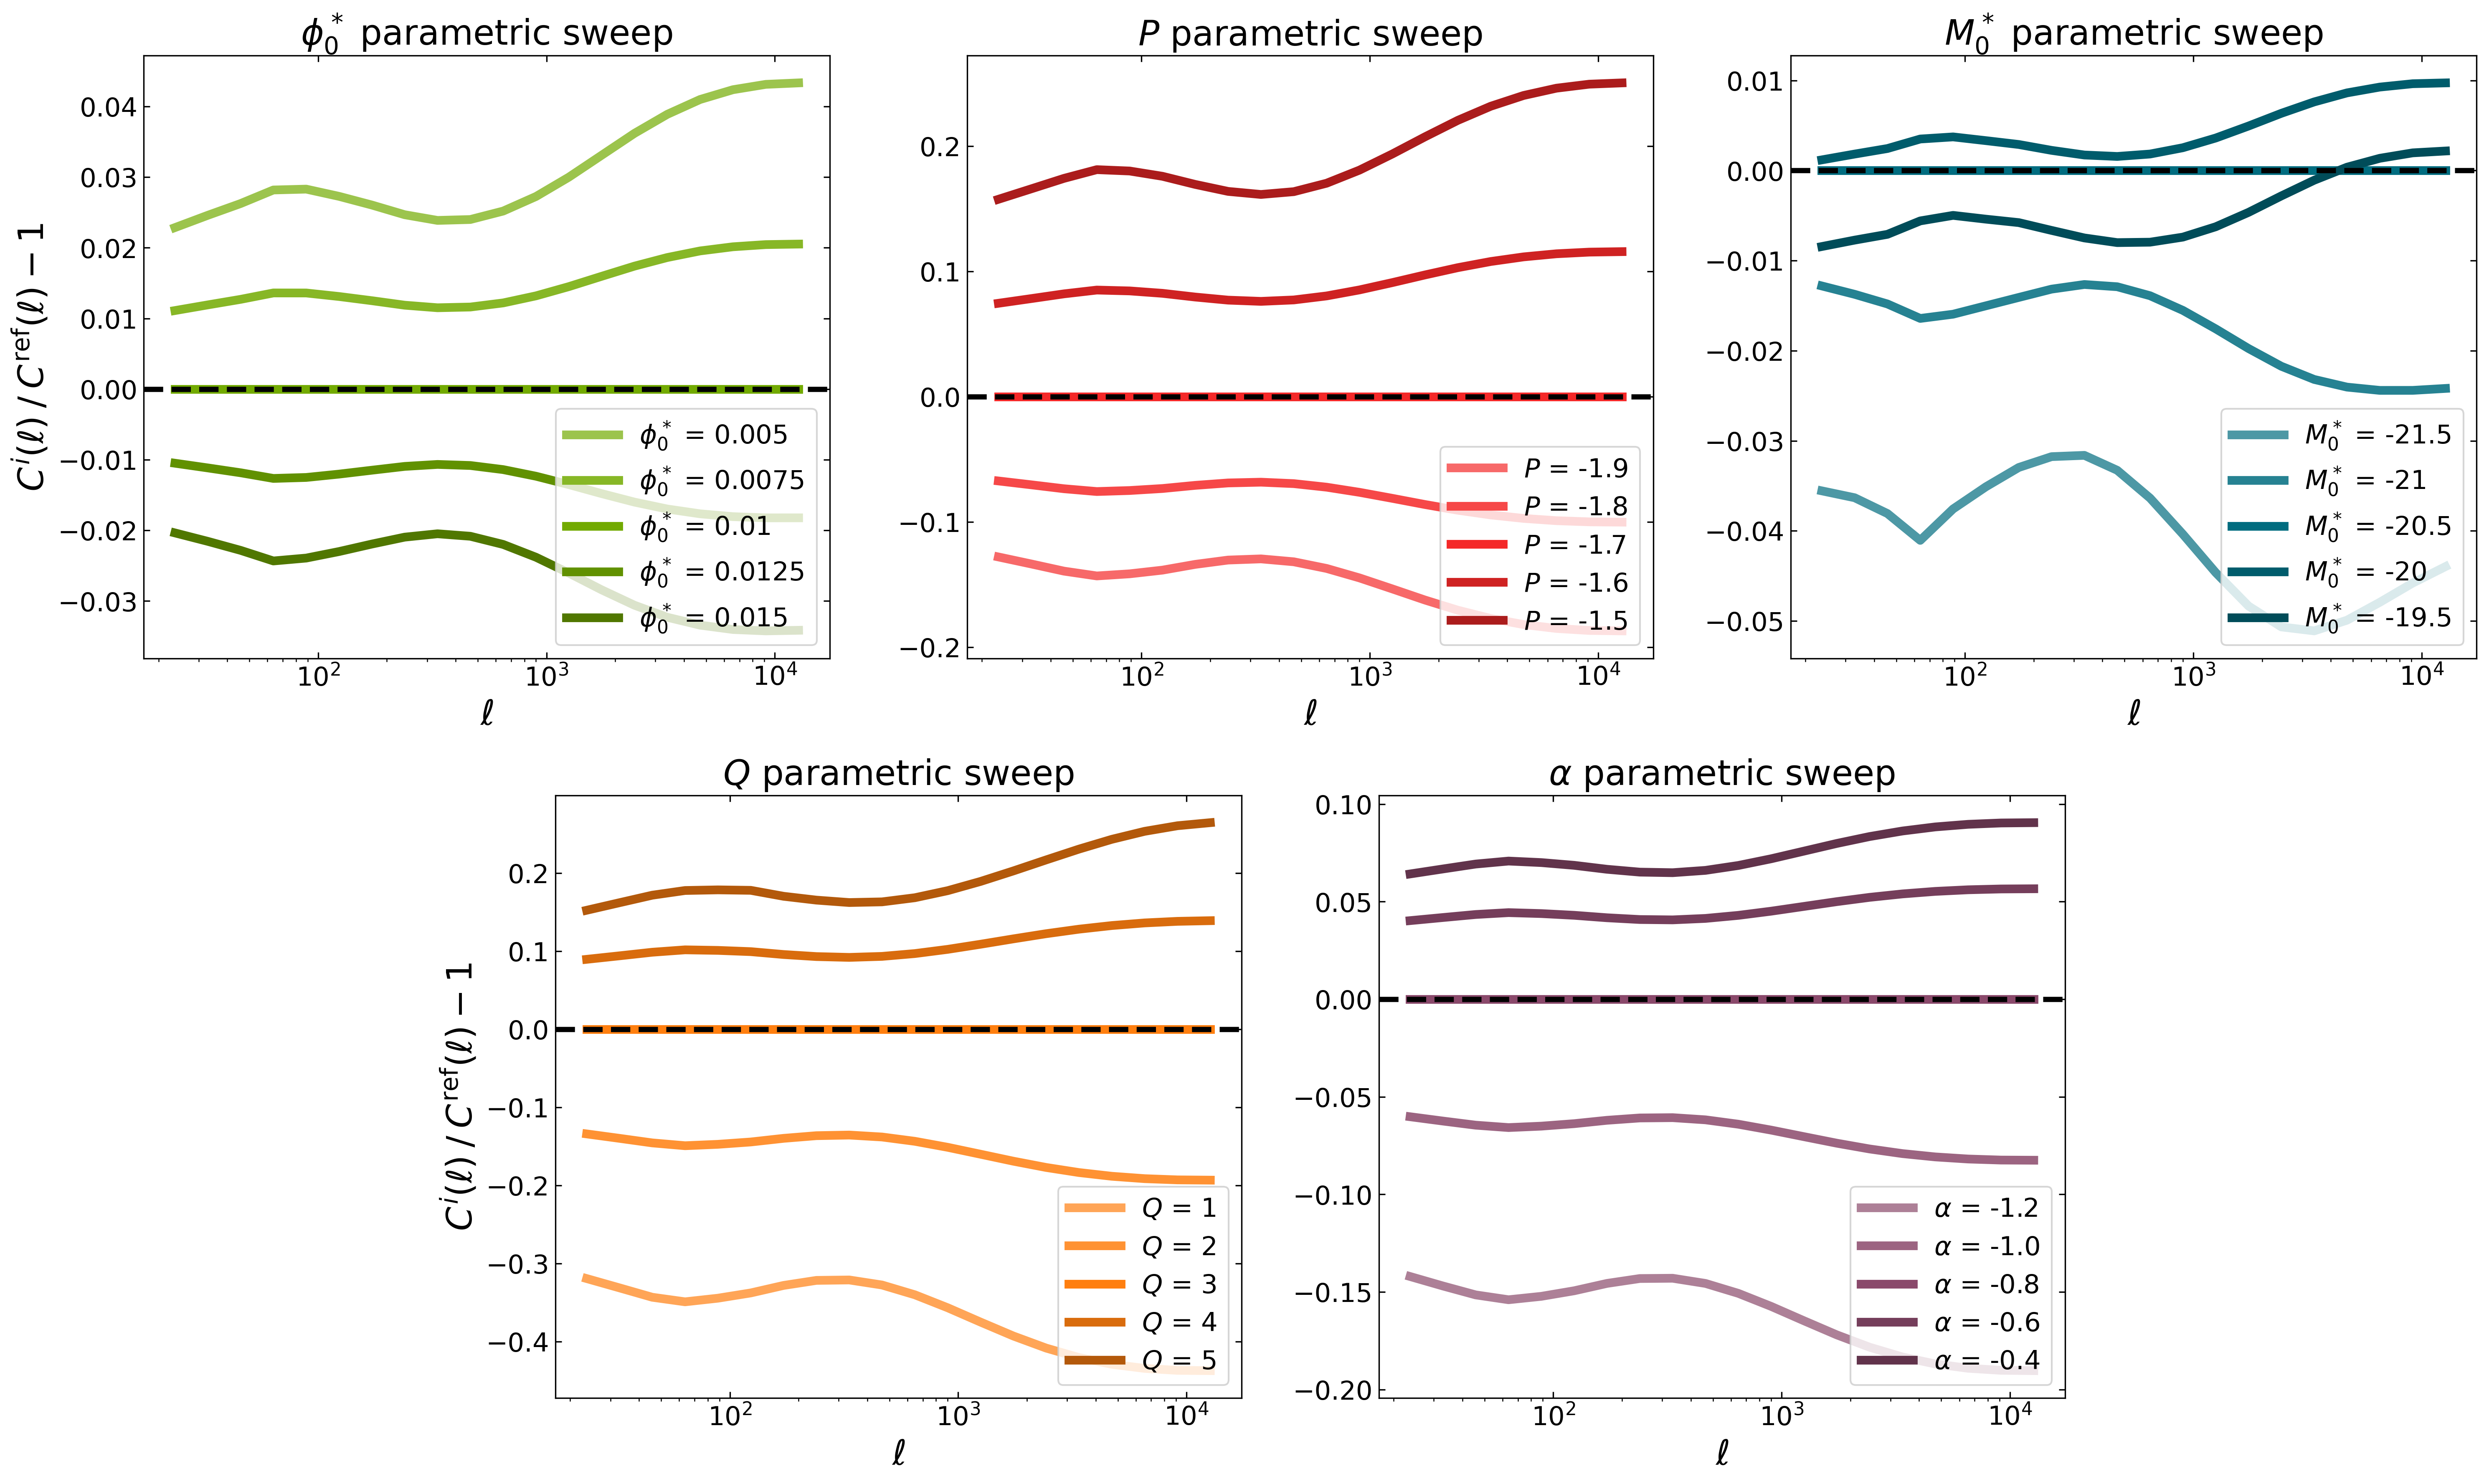 ϕ₀* parametric sweep
P parametric sweep
M₀* parametric sweep
0.04
0.03
0.02
0.01
0.00
−0.01
−0.02
−0.03
Cⁱ(ℓ) / Cʳᵉᶠ(ℓ) − 1
ϕ₀* = 0.005
ϕ₀* = 0.0075
ϕ₀* = 0.01
ϕ₀* = 0.0125
ϕ₀* = 0.015
10² 10³ 10⁴
ℓ
0.2
0.1
0.0
−0.1
−0.2
P = -1.9
P = -1.8
P = -1.7
P = -1.6
P = -1.5
10² 10³ 10⁴
ℓ
0.01
0.00
−0.01
−0.02
−0.03
−0.04
−0.05
M₀* = -21.5
M₀* = -21
M₀* = -20.5
M₀* = -20
M₀* = -19.5
10² 10³ 10⁴
ℓ
Q parametric sweep
α parametric sweep
0.2
0.1
0.0
−0.1
−0.2
−0.3
−0.4
Cⁱ(ℓ) / Cʳᵉᶠ(ℓ) − 1
Q = 1
Q = 2
Q = 3
Q = 4
Q = 5
10² 10³ 10⁴
ℓ
0.10
0.05
0.00
−0.05
−0.10
−0.15
−0.20
α = -1.2
α = -1.0
α = -0.8
α = -0.6
α = -0.4
10² 10³ 10⁴
ℓ